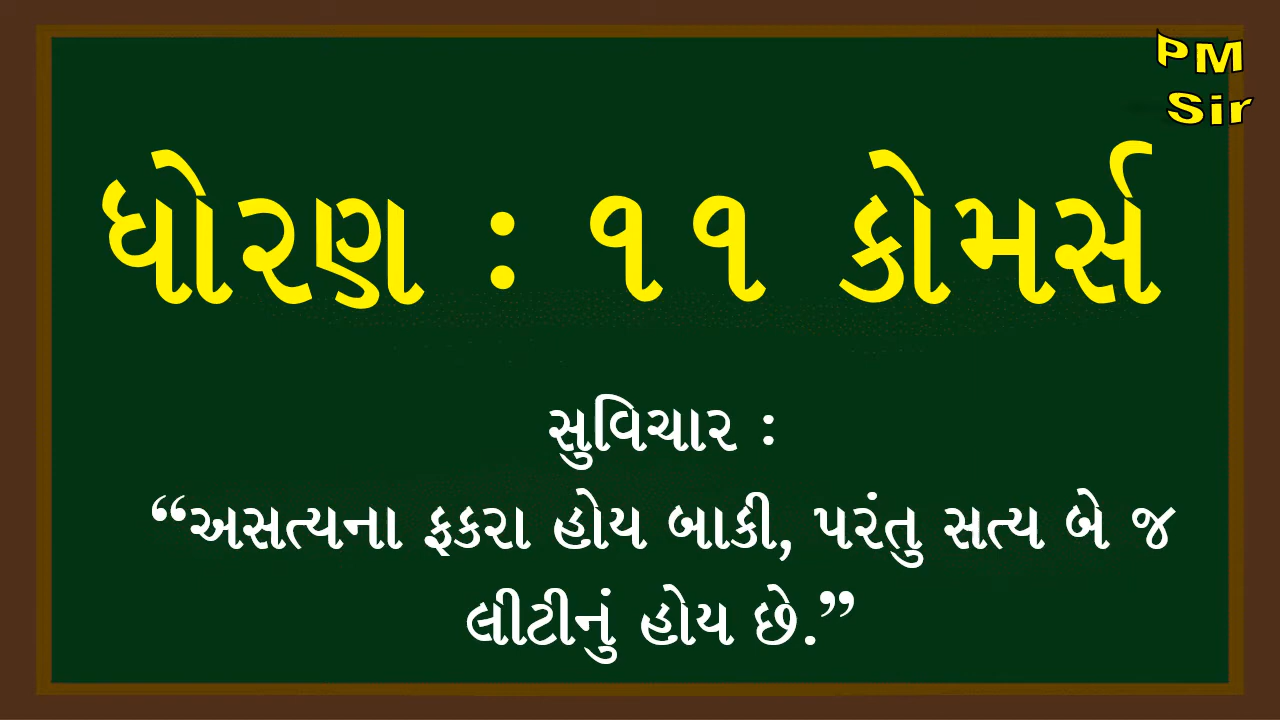 PM
Sir
ધોરણ : ૧૧ કોમર્સ
સુવિચાર :
“અસત્યના ફકરા હોય બાકી, પરંતુ સત્ય બે જ
લીટીનું હોય છે.”